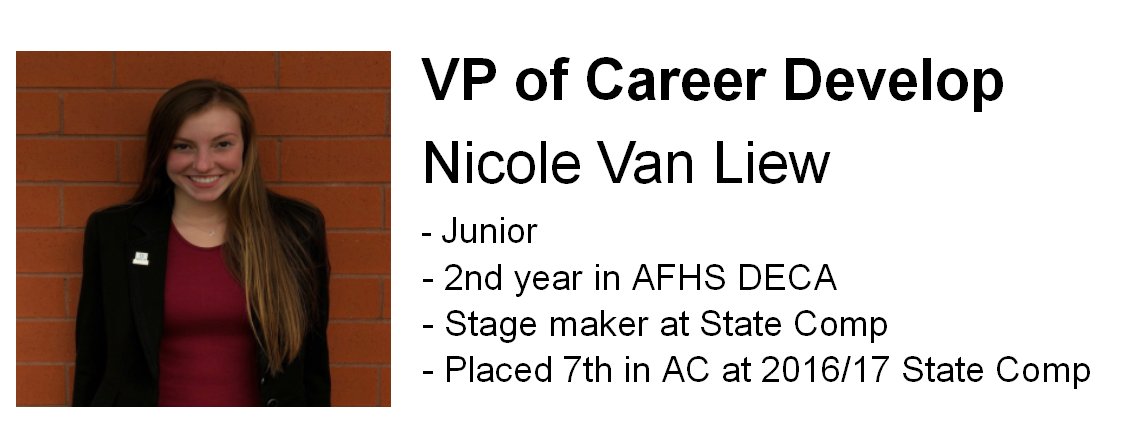 VP of Career Develop
Nicole Van Liew
- Junior
- 2nd year in AFHS DECA
- Stage maker at State Comp
- Placed 7th in AC at 2016/17 State Comp